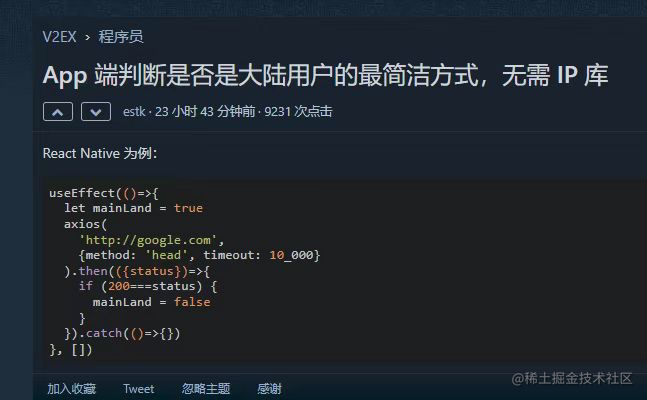 V2EX › 程序员
App 端判断是否是大陆用户的最简洁方式，无需 IP 库
estk · 23 小时 43 分钟前 · 9231 次点击
React Native 为例：
useEffect(()=>{
  let mainLand = true
  axios(
    'http://google.com',
    {method: 'head', timeout: 10_000}
  ).then(({status})=>{
    if (200===status) {
      mainLand = false
    }
  }).catch(()=>{})
}, [])
加入收藏 Tweet 忽略主题 感谢
@稀土掘金技术社区